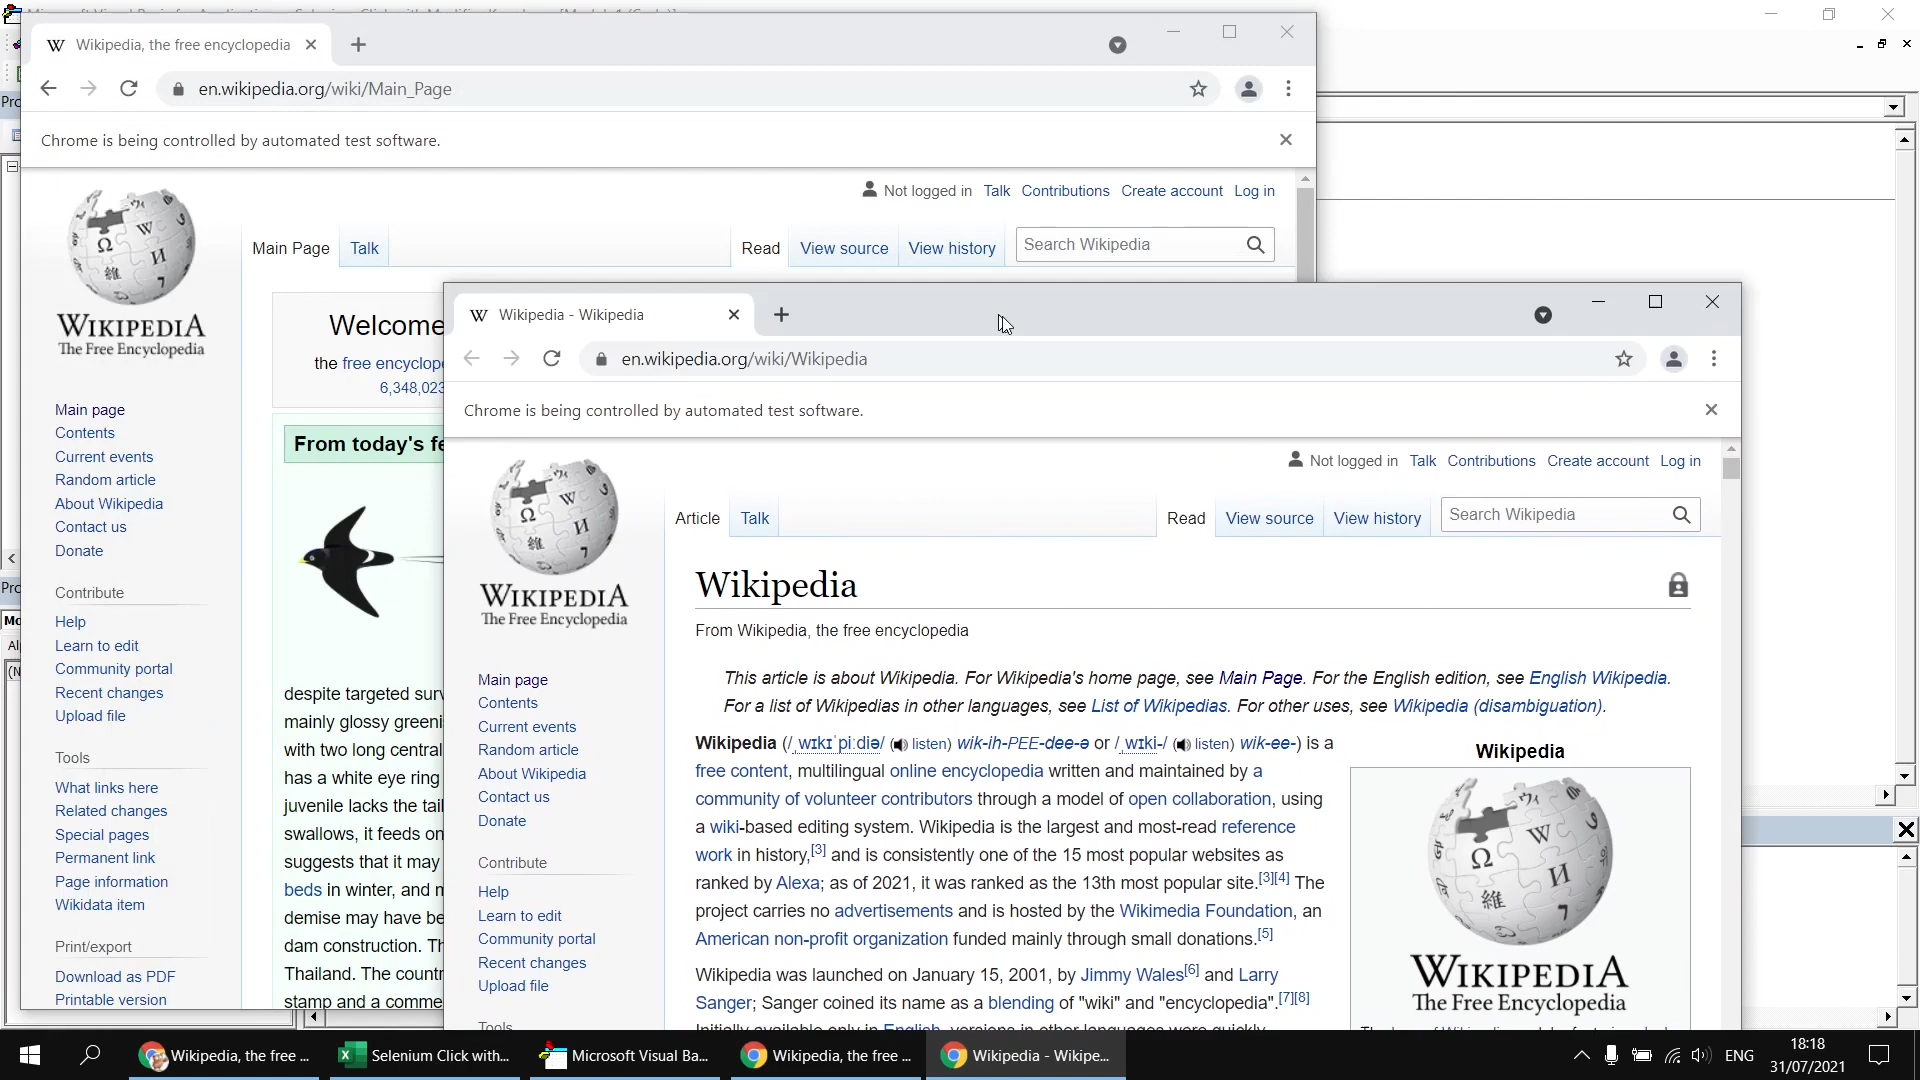 Wikipedia, the free encyclopedia
en.wikipedia.org/wiki/Main_Page
Chrome is being controlled by automated test software.
Not logged in Talk Contributions Create account Log in
Main Page Talk Read View source View history Search Wikipedia
WIKIPEDIA
The Free Encyclopedia
Welcome
the free encyclope
6,348,023
Main page
Contents
Current events
Random article
About Wikipedia
Contact us
Donate
Contribute
Help
Learn to edit
Community portal
Recent changes
Upload file
Tools
What links here
Related changes
Special pages
Permanent link
Page information
Wikidata item
Print/export
Download as PDF
Printable version
From today's fe
despite targeted surv
mainly glossy greeni
with two long central
has a white eye ring
juvenile lacks the tail
swallows, it feeds on
suggests that it may
beds in winter, and m
demise may have be
dam construction. Th
Thailand. The countr
stamp and a comme
Wikipedia - Wikipedia
en.wikipedia.org/wiki/Wikipedia
Chrome is being controlled by automated test software.
Not logged in Talk Contributions Create account Log in
Article Talk Read View source View history Search Wikipedia
WIKIPEDIA
The Free Encyclopedia
Main page
Contents
Current events
Random article
About Wikipedia
Contact us
Donate
Contribute
Help
Learn to edit
Community portal
Recent changes
Upload file
Tools
Wikipedia
From Wikipedia, the free encyclopedia
This article is about Wikipedia. For Wikipedia's home page, see Main Page. For the English edition, see English Wikipedia.
For a list of Wikipedias in other languages, see List of Wikipedias. For other uses, see Wikipedia (disambiguation).
Wikipedia (/ˌwɪkɪˈpiːdiə/ (listen) wik-ih-PEE-dee-ə or /ˌwɪki-/ (listen) wik-ee-) is a
free content, multilingual online encyclopedia written and maintained by a
community of volunteer contributors through a model of open collaboration, using
a wiki-based editing system. Wikipedia is the largest and most-read reference
work in history,[3] and is consistently one of the 15 most popular websites as
ranked by Alexa; as of 2021, it was ranked as the 13th most popular site.[3][4] The
project carries no advertisements and is hosted by the Wikimedia Foundation, an
American non-profit organization funded mainly through small donations.[5]
Wikipedia was launched on January 15, 2001, by Jimmy Wales[6] and Larry
Sanger; Sanger coined its name as a blending of "wiki" and "encyclopedia".[7][8]
Wikipedia
WIKIPEDIA
The Free Encyclopedia
Wikipedia, the free ...
Selenium Click with...
Microsoft Visual Ba...
Wikipedia, the free ...
Wikipedia - Wikipe...
ENG
18:18
31/07/2021